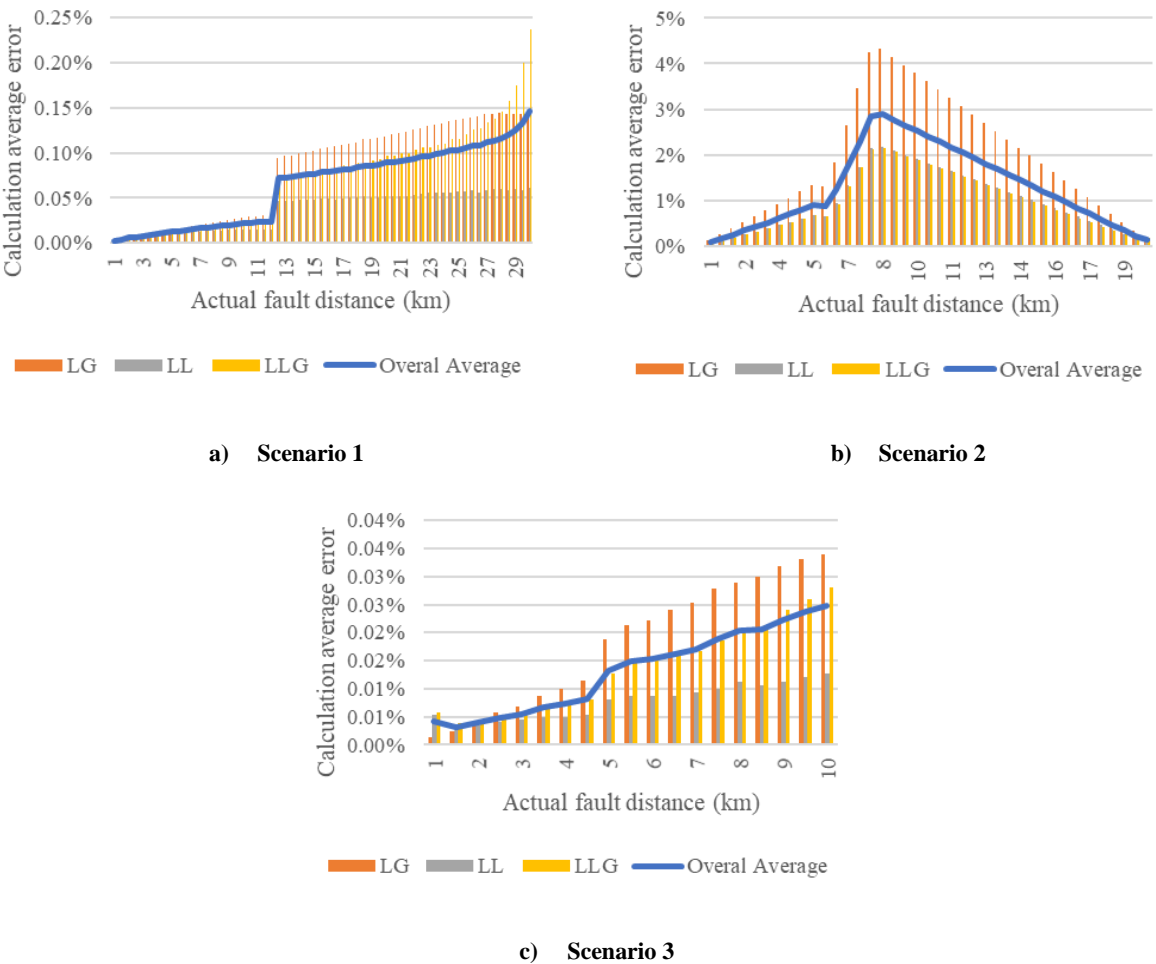 0.25%
0.20%
0.15%
0.10%
0.05%
0.00%
Calculation average error
1 3 5 7 9 11 13 15 17 19 21 23 25 27 29
Actual fault distance (km)
LG LL LLG Overal Average
a) Scenario 1
5%
4%
3%
2%
1%
0%
Calculation average error
1 2 4 5 7 8 10 11 13 14 16 17 19
Actual fault distance (km)
LG LL LLG Overal Average
b) Scenario 2
0.04%
0.04%
0.03%
0.03%
0.02%
0.02%
0.01%
0.01%
0.00%
Calculation average error
1 2 3 4 5 6 7 8 9 10
Actual fault distance (km)
LG LL LLG Overal Average
c) Scenario 3